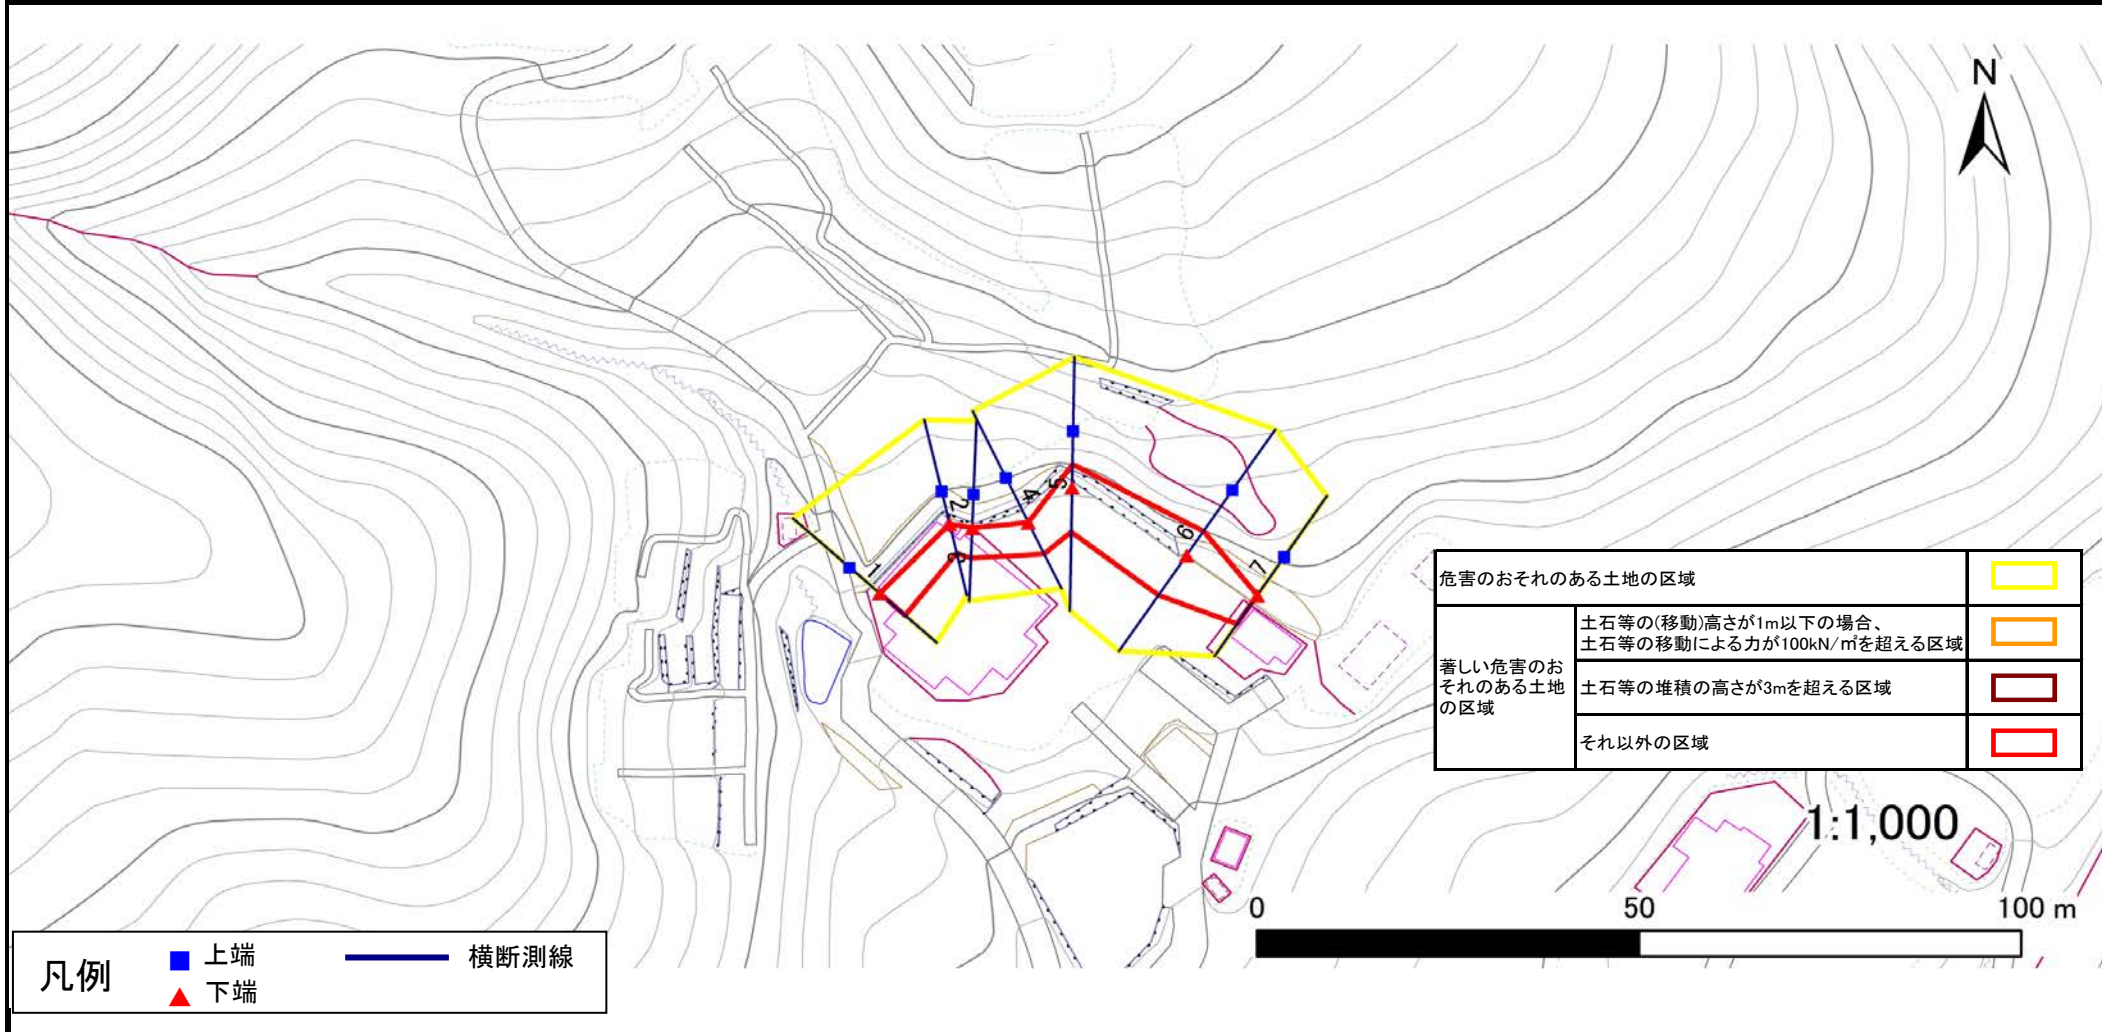 N
1
2
3
4
5
6
7
危害のおそれのある土地の区域
著しい危害のお
それのある土地
の区域
土石等の(移動)高さが1m以下の場合、
土石等の移動による力が100kN/㎡を超える区域
土石等の堆積の高さが3mを超える区域
それ以外の区域
1:1,000
0 50 100 m
凡例
上端
横断測線
下端